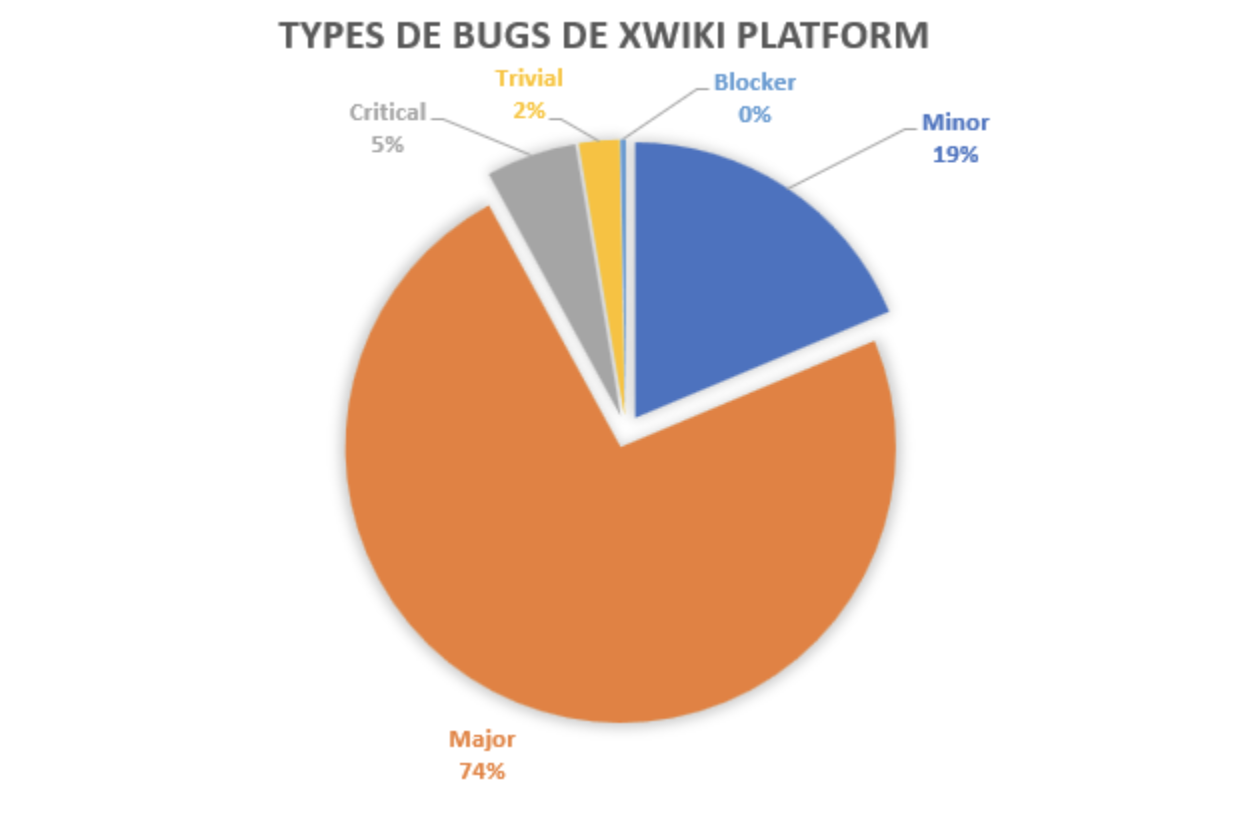 TYPES DE BUGS DE XWIKI PLATFORM
Trivial
2%
Blocker
0%
Critical
5%
Minor
19%
Major
74%